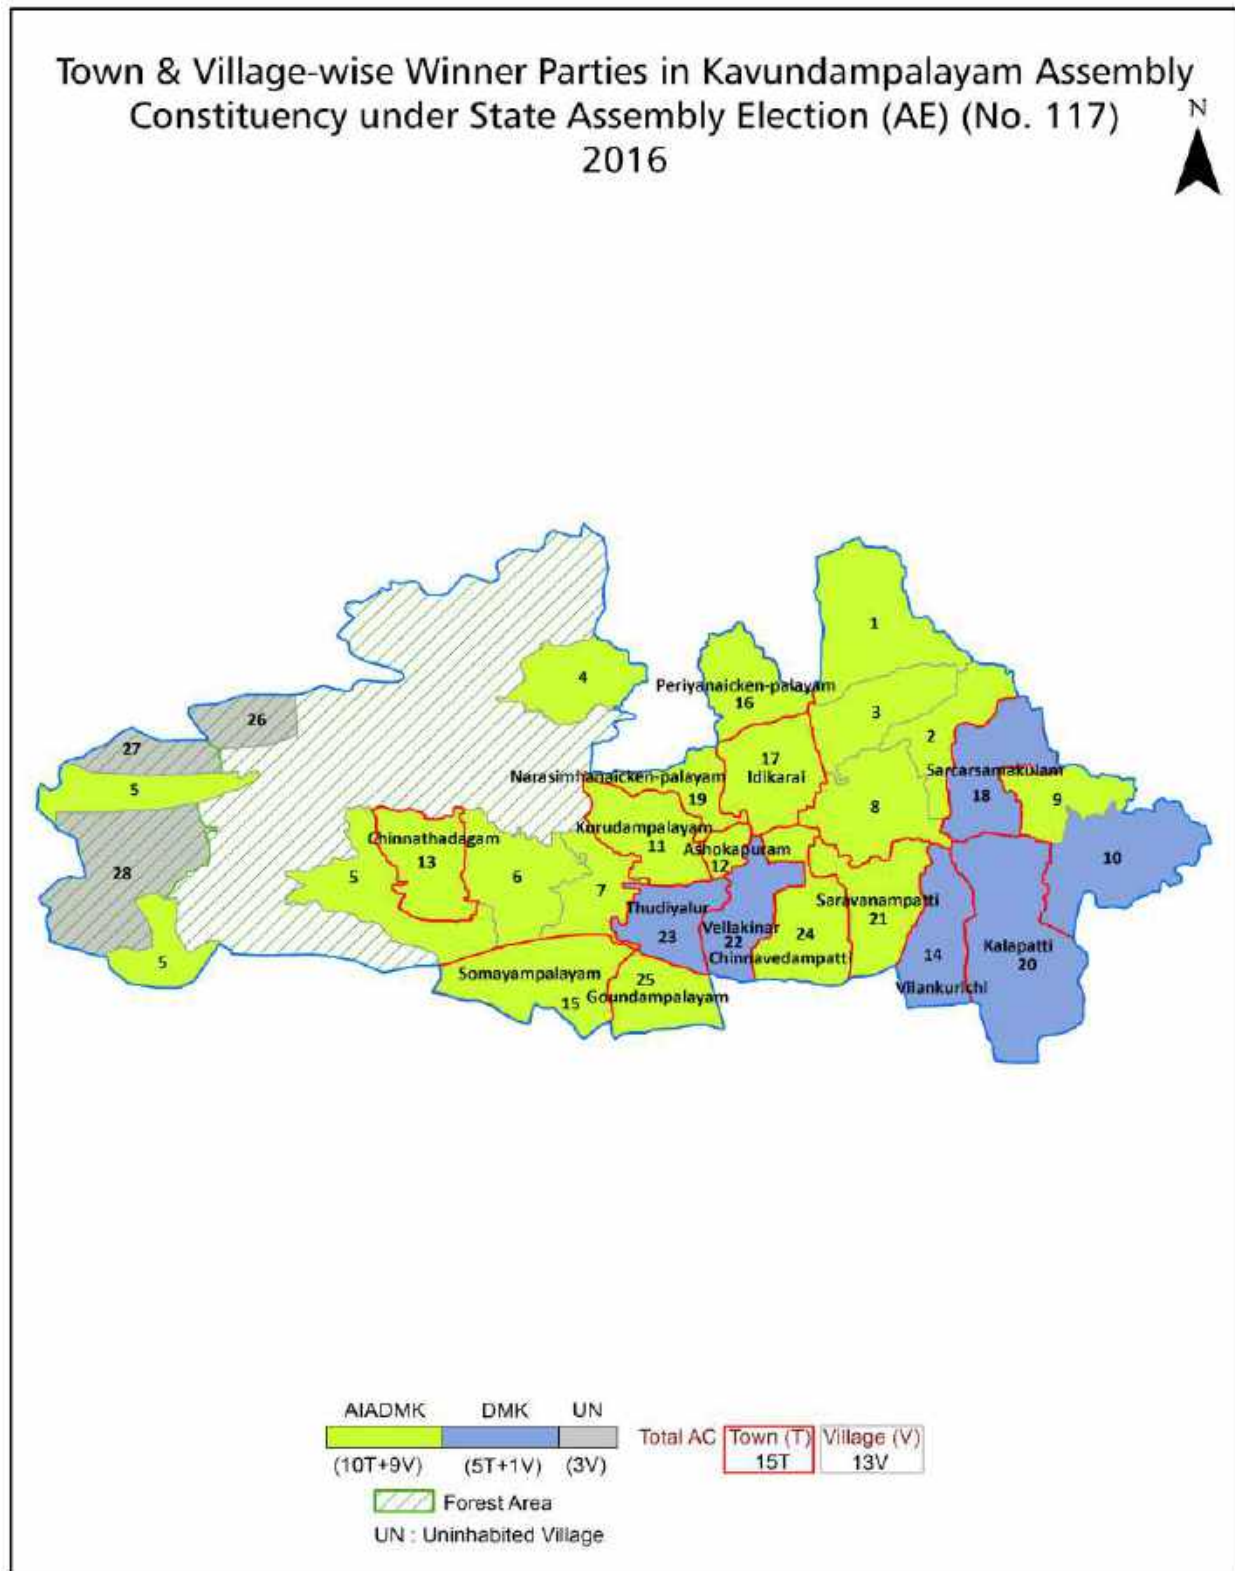 Town & Village-wise Winner Parties in Kavundampalayam Assembly
Constituency under State Assembly Election (AE) (No. 117)
2016
N
1
4
Periyanaicken-palayam
16
3
26
2
27
17
Idikarai
Sarcarsamakulam
Narasimhanaicken-palayam
5
19
18
9
8
Kurudampalayam
Chinnathadagam
11
Ashokapuram
12
13
10
28
5
6
7
Saravanampatti
21
Thudiyalur
23
Vellakinar
22
24
Chinnavedampatti
Kalapatti
20
14
Vilankurichi
5
Somayampalayam
15
25
Goundampalayam
AIADMK DMK UN
(10T+9V) (5T+1V) (3V)
Total AC Town (T) Village (V)
15T 13V
Forest Area
UN : Uninhabited Village